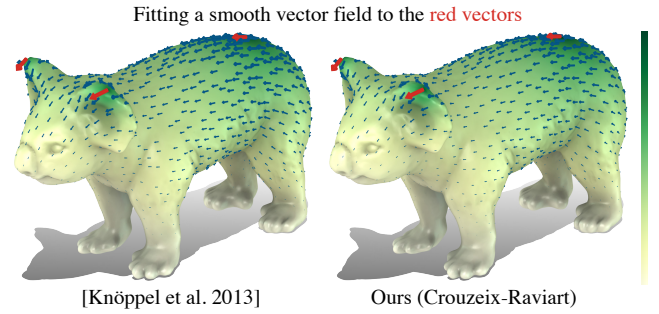 Fitting a smooth vector field to the red vectors
[Knöppel et al. 2013]
Ours (Crouzeix-Raviart)